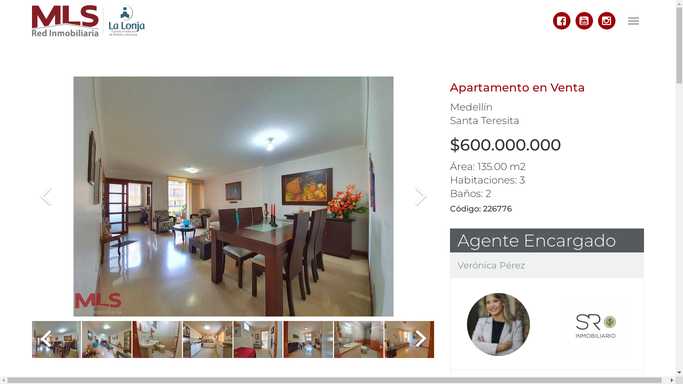 MLS
Red Inmobiliaria
La Lonja
Apartamento en Venta
Medellín
Santa Teresita
$600.000.000
Área: 135.00 m2
Habitaciones: 3
Baños: 2
Código: 226776
Agente Encargado
Verónica Pérez
MLS
SR
INMOBILIARIO